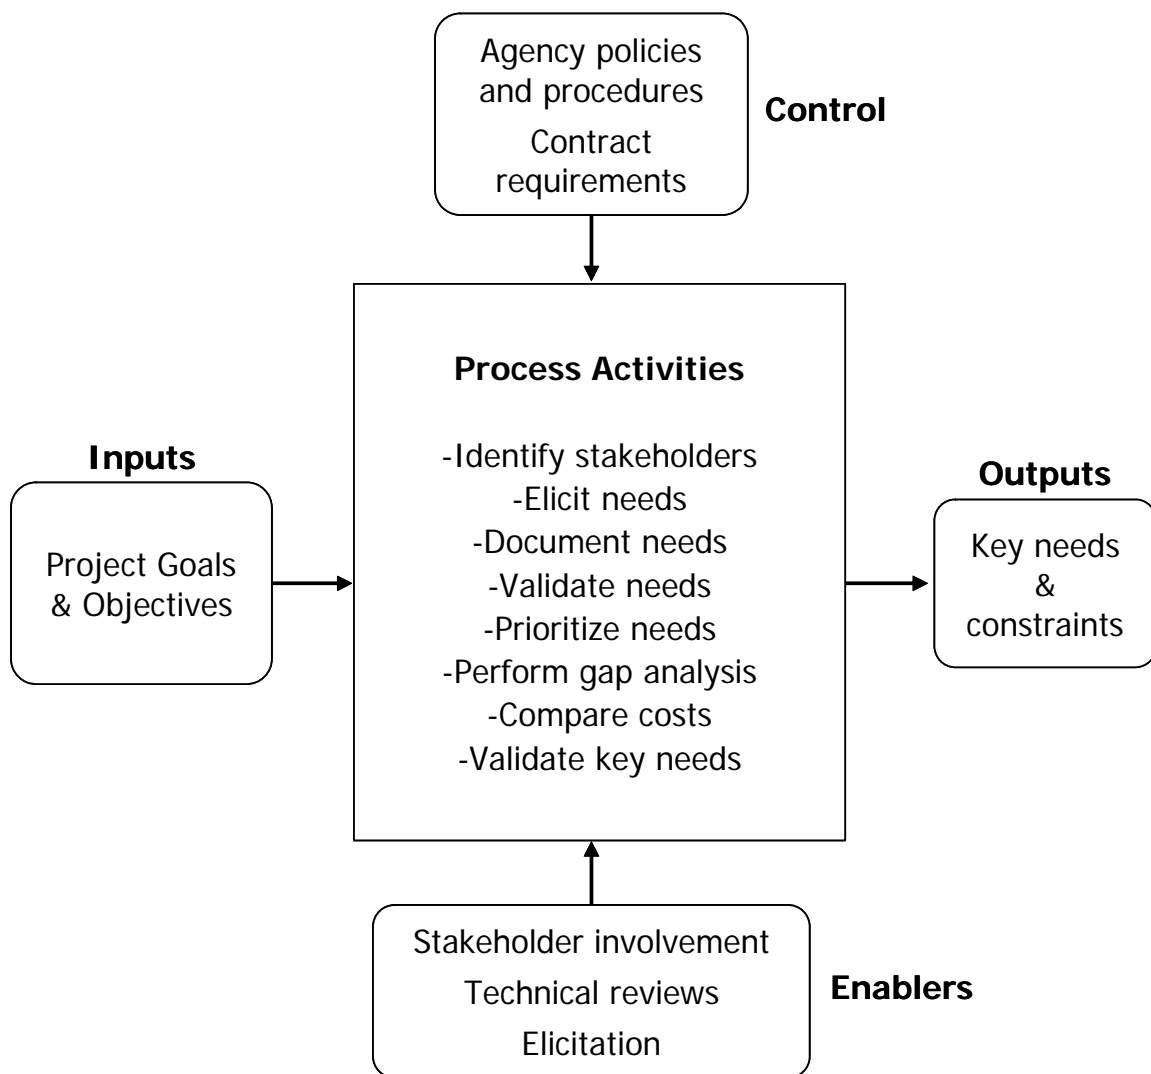 Agency policies
and procedures
Contract
requirements
Control
Process Activities
-Identify stakeholders
-Elicit needs
-Document needs
-Validate needs
-Prioritize needs
-Perform gap analysis
-Compare costs
-Validate key needs
Inputs
Project Goals
& Objectives
Outputs
Key needs
&
constraints
Stakeholder involvement
Technical reviews
Elicitation
Enablers